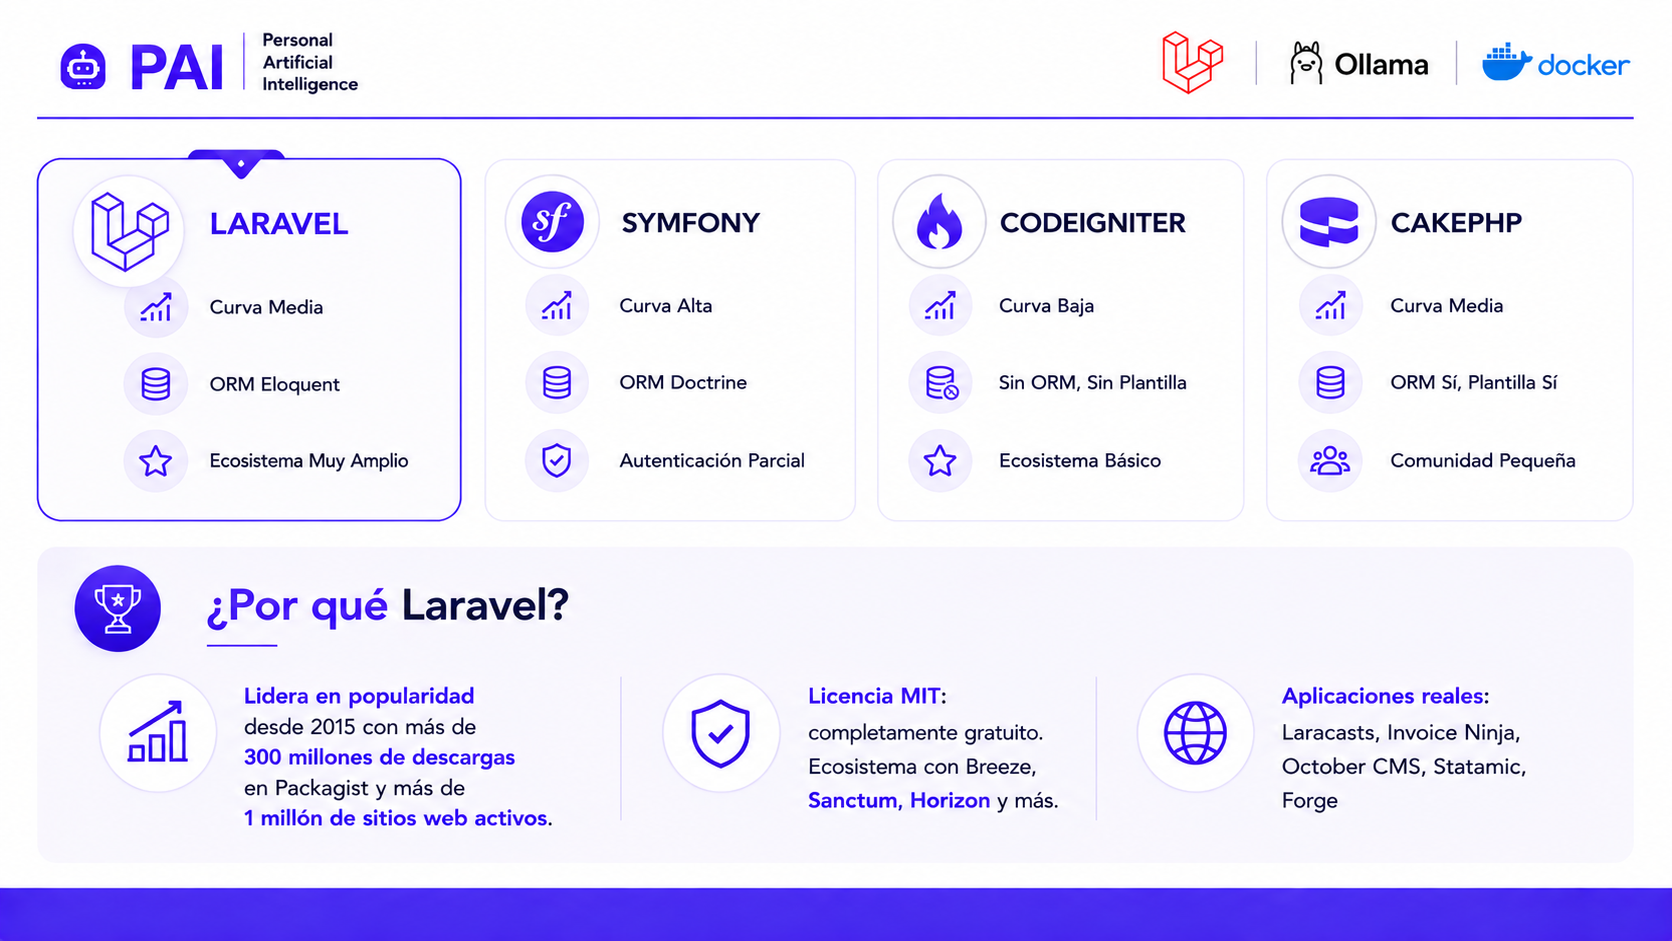 PAI
Personal
Artificial
Intelligence
Ollama
docker
LARAVEL
Curva Media
ORM Eloquent
Ecosistema Muy Amplio
sf
SYMFONY
Curva Alta
ORM Doctrine
Autenticación Parcial
CODEIGNITER
Curva Baja
Sin ORM, Sin Plantilla
Ecosistema Básico
CAKEPHP
Curva Media
ORM Sí, Plantilla Sí
Comunidad Pequeña
¿Por qué Laravel?
Lidera en popularidad
desde 2015 con más de
300 millones de descargas
en Packagist y más de
1 millón de sitios web activos.
Licencia MIT:
completamente gratuito.
Ecosistema con Breeze,
Sanctum, Horizon y más.
Aplicaciones reales:
Laracasts, Invoice Ninja,
October CMS, Statamic,
Forge